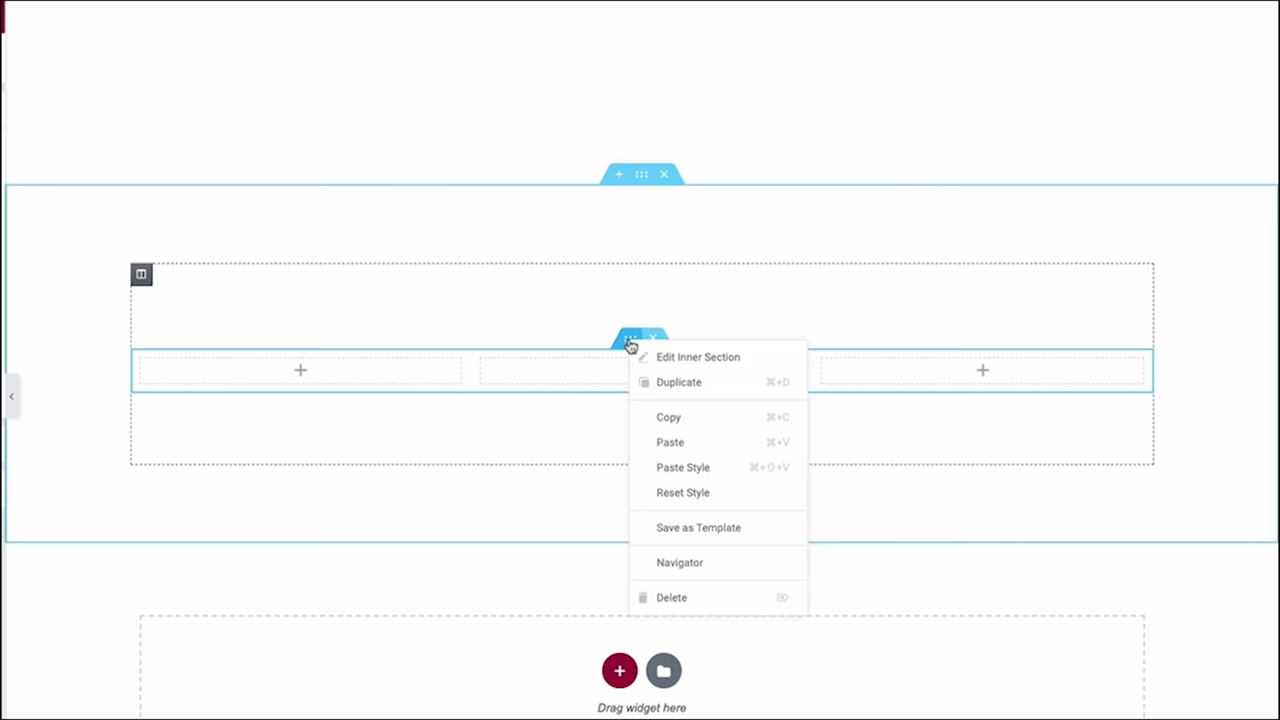 Edit Inner Section
Duplicate ⌘+D
Copy ⌘+C
Paste ⌘+V
Paste Style ⌘+⇧+V
Reset Style
Save as Template
Navigator
Delete
Drag widget here